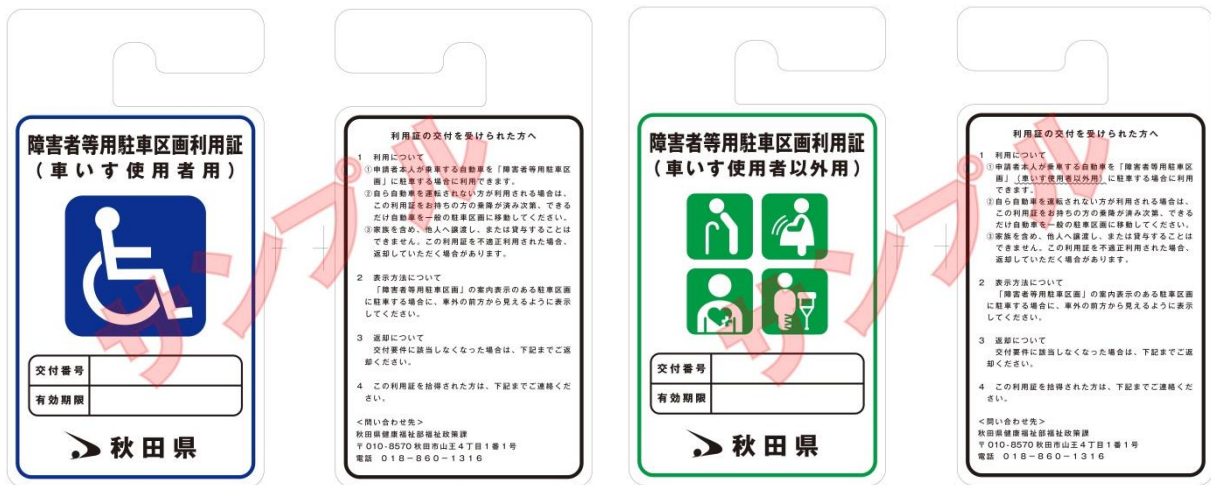 障害者等用駐車区画利用証
(車いす使用者用)
交付番号
有効期限
秋田県
利用証の交付を受けられた方へ
1 利用について
①申請者本人が乗車する自動車を「障害者等用駐車区
画」に駐車する場合に利用できます。
②自ら自動車を運転されない方が利用される場合は、
この利用証をお持ちの方の乗降が済み次第、できる
だけ自動車を一般の駐車区画に移動してください。
③家族を含め、他人へ譲渡し、または貸与することは
できません。この利用証を不適正利用された場合、
返却していただく場合があります。
2 表示方法について
「障害者等用駐車区画」の案内表示のある駐車区画
に駐車する場合に、車外の前方から見えるように表示
してください。
3 返却について
交付要件に該当しなくなった場合は、下記までご返
却ください。
4 この利用証を拾得された方は、下記までご連絡くだ
さい。
<問い合わせ先>
秋田県健康福祉部福祉政策課
〒010-8570 秋田市山王4丁目1番1号
電話 018-860-1316
サンプル
障害者等用駐車区画利用証
(車いす使用者以外用)
交付番号
有効期限
秋田県
利用証の交付を受けられた方へ
1 利用について
①申請者本人が乗車する自動車を「障害者等用駐車区
画」(車いす使用者以外用)に駐車する場合に利用
できます。
②自ら自動車を運転されない方が利用される場合は、
この利用証をお持ちの方の乗降が済み次第、できる
だけ自動車を一般の駐車区画に移動してください。
③家族を含め、他人へ譲渡し、または貸与することは
できません。この利用証を不適正利用された場合、
返却していただく場合があります。
2 表示方法について
「障害者等用駐車区画」の案内表示のある駐車区画
に駐車する場合に、車外の前方から見えるように表示
してください。
3 返却について
交付要件に該当しなくなった場合は、下記までご返
却ください。
4 この利用証を拾得された方は、下記までご連絡くだ
さい。
<問い合わせ先>
秋田県健康福祉部福祉政策課
〒010-8570 秋田市山王4丁目1番1号
電話 018-860-1316
サンプル